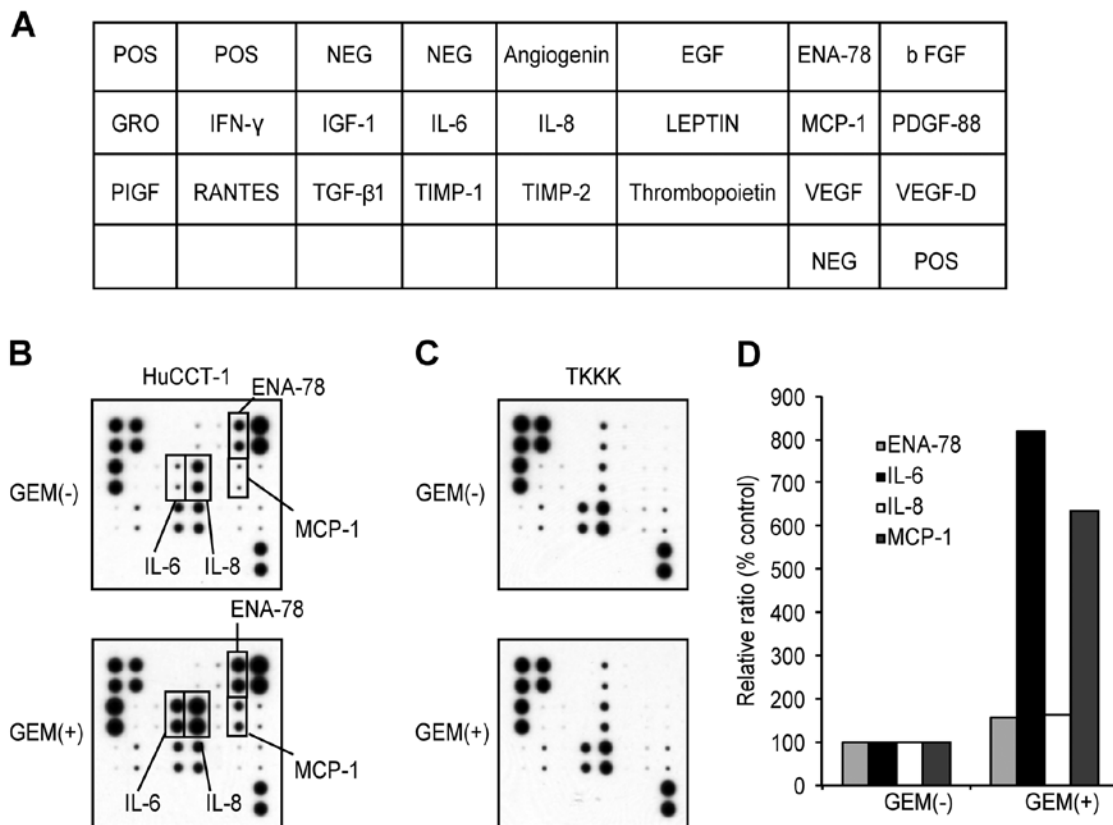 A
POS POS NEG NEG Angiogenin EGF ENA-78 b FGF
GRO IFN-γ IGF-1 IL-6 IL-8 LEPTIN MCP-1 PDGF-88
PIGF RANTES TGF-β1 TIMP-1 TIMP-2 Thrombopoietin VEGF VEGF-D
NEG POS
B
HuCCT-1
ENA-78
GEM(-)
MCP-1
IL-6 IL-8
ENA-78
GEM(+)
MCP-1
IL-6 IL-8
C
TKKK
GEM(-)
GEM(+)
D
Relative ratio (% control)
900
800
700
600
500
400
300
200
100
0
ENA-78
IL-6
IL-8
MCP-1
GEM(-) GEM(+)